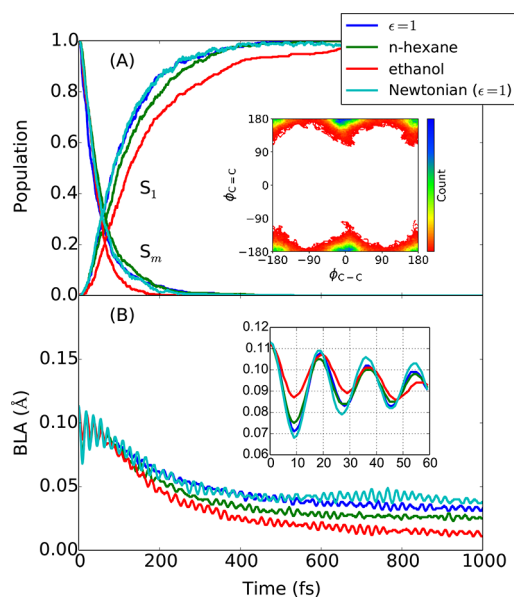 ϵ=1
n-hexane
ethanol
Newtonian (ϵ=1)
(A)
1.0
0.8
0.6
0.4
0.2
0.0
Population
S₁
Sₘ
180
90
0
−90
−180
ϕC=C
−180 −90 0 90 180
ϕC−C
Count
(B)
0.20
0.15
0.10
0.05
0.00
BLA (Å)
0.12
0.11
0.10
0.09
0.08
0.07
0.06
0 10 20 30 40 50 60
0 200 400 600 800 1000
Time (fs)